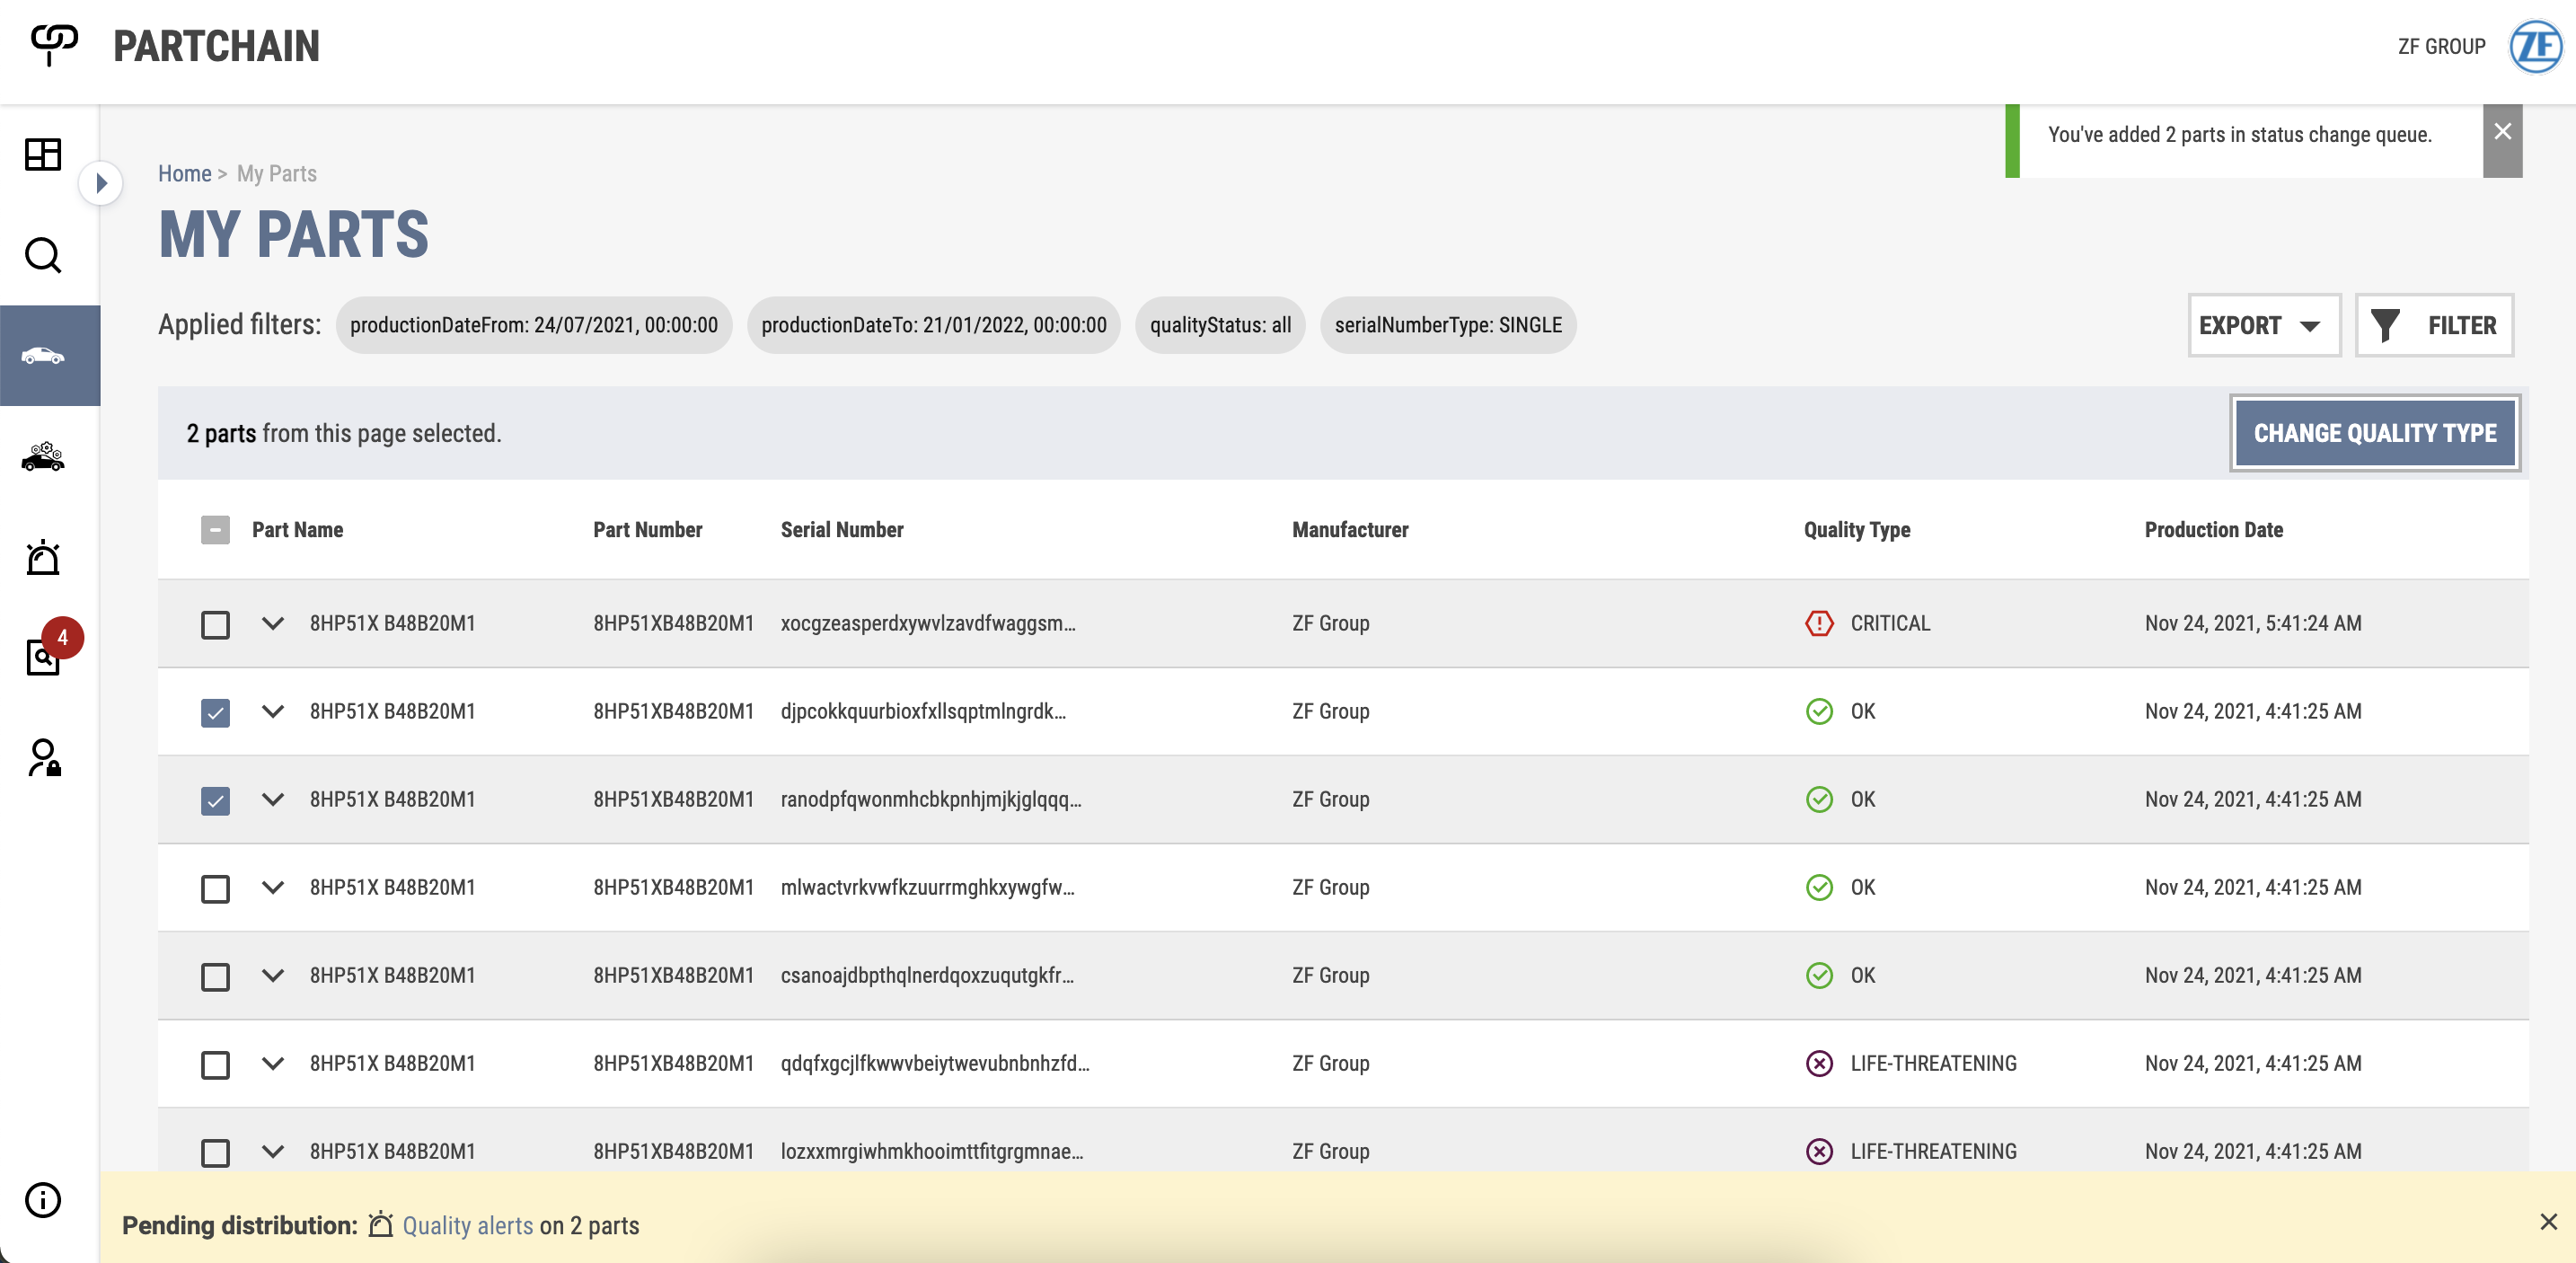 PARTCHAIN
ZF GROUP
ZF
You've added 2 parts in status change queue.
Home > My Parts
MY PARTS
Applied filters: productionDateFrom: 24/07/2021, 00:00:00 productionDateTo: 21/01/2022, 00:00:00 qualityStatus: all serialNumberType: SINGLE
EXPORT FILTER
2 parts from this page selected.
CHANGE QUALITY TYPE
Part Name Part Number Serial Number Manufacturer Quality Type Production Date
8HP51X B48B20M1 8HP51XB48B20M1 xocgzeasperdxywvlzavdfwaggsm... ZF Group CRITICAL Nov 24, 2021, 5:41:24 AM
8HP51X B48B20M1 8HP51XB48B20M1 djpcokkquurbioxfxllsqptmlngrdk... ZF Group OK Nov 24, 2021, 4:41:25 AM
8HP51X B48B20M1 8HP51XB48B20M1 ranodpfqwonmhcbkpnhjmjkjglqqq... ZF Group OK Nov 24, 2021, 4:41:25 AM
8HP51X B48B20M1 8HP51XB48B20M1 mlwactvrkvwfkzuurrmghkxywgfw... ZF Group OK Nov 24, 2021, 4:41:25 AM
8HP51X B48B20M1 8HP51XB48B20M1 csanoajdbpthqlnerdqoxzuqutgkfr... ZF Group OK Nov 24, 2021, 4:41:25 AM
8HP51X B48B20M1 8HP51XB48B20M1 qdqfxgcjlfkwwvbeiytwevubnbnhzfd... ZF Group LIFE-THREATENING Nov 24, 2021, 4:41:25 AM
8HP51X B48B20M1 8HP51XB48B20M1 lozxxmrgiwhmkhooimttfitgrgmnae... ZF Group LIFE-THREATENING Nov 24, 2021, 4:41:25 AM
4
Pending distribution: Quality alerts on 2 parts